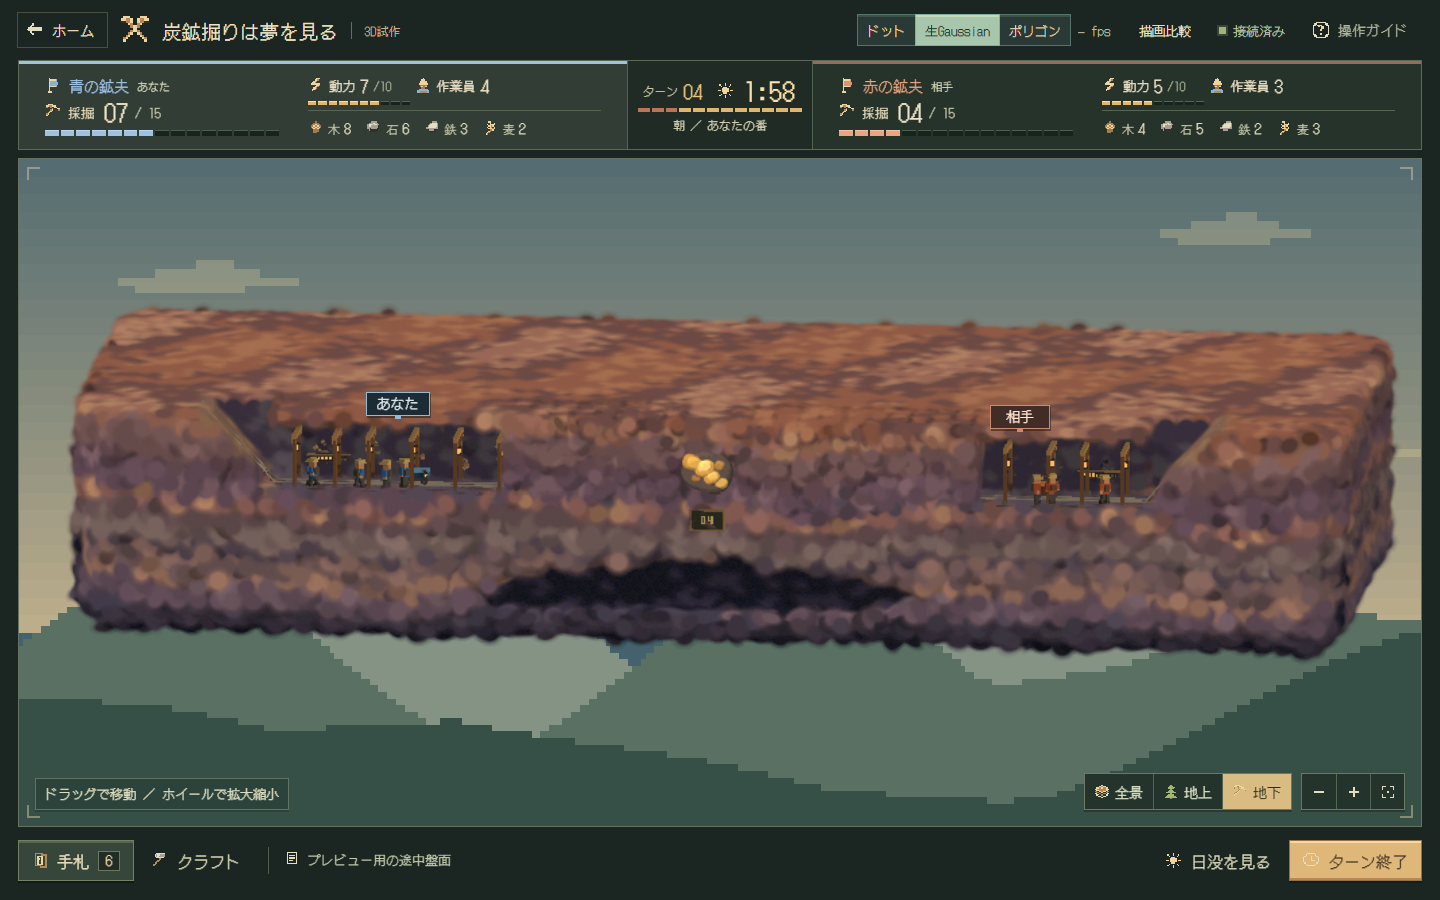 ホーム
炭鉱掘りは夢を見る
3D試作
ドット
生Gaussian
ポリゴン
– fps
描画比較
接続済み
操作ガイド
青の鉱夫 あなた
動力 7 /10
作業員 4
採掘 07 / 15
木 8
石 6
鉄 3
麦 2
ターン 04
1:58
朝 ／ あなたの番
赤の鉱夫 相手
動力 5 /10
作業員 3
採掘 04 / 15
木 4
石 5
鉄 2
麦 3
あなた
相手
04
ドラッグで移動 ／ ホイールで拡大縮小
全景
地上
地下
手札 6
クラフト
プレビュー用の途中盤面
日没を見る
ターン終了